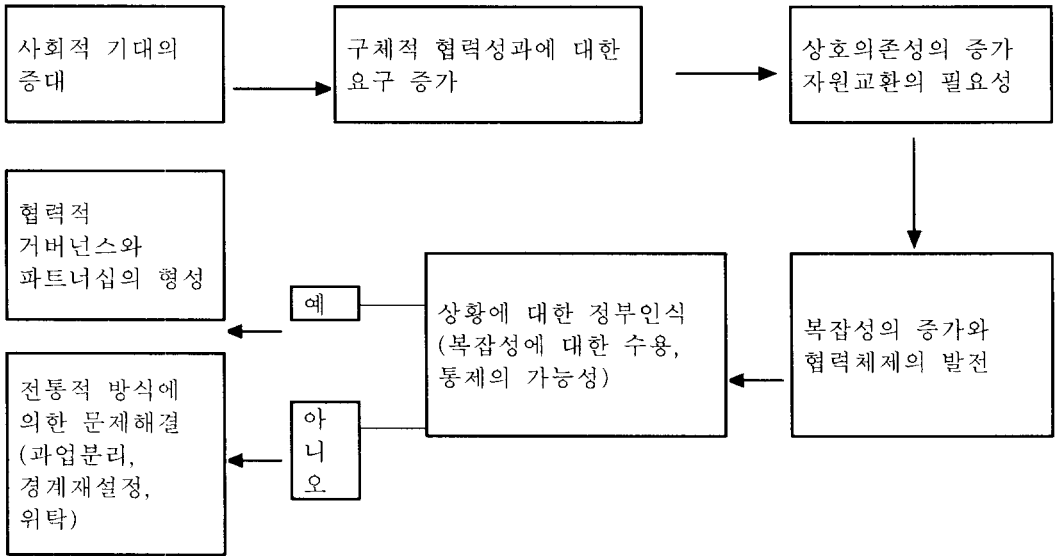 사회적 기대의
증대
구체적 협력성과에 대한
요구 증가
상호의존성의 증가
자원교환의 필요성
복잡성의 증가와
협력체제의 발전
상황에 대한 정부인식
(복잡성에 대한 수용,
통제의 가능성)
예
협력적
거버넌스와
파트너십의 형성
아
니
오
전통적 방식에
의한 문제해결
(과업분리,
경계재설정,
위탁)